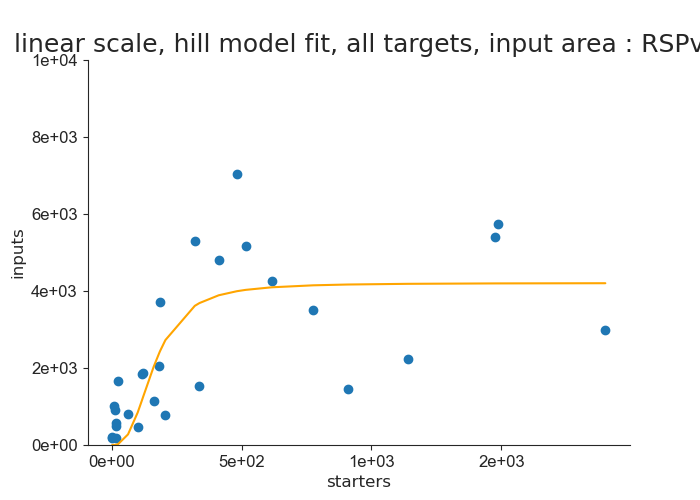 linear scale, hill model fit, all targets, input area : RSPv
1e+04
8e+03
6e+03
4e+03
2e+03
0e+00
inputs
0e+00 5e+02 1e+03 2e+03
starters